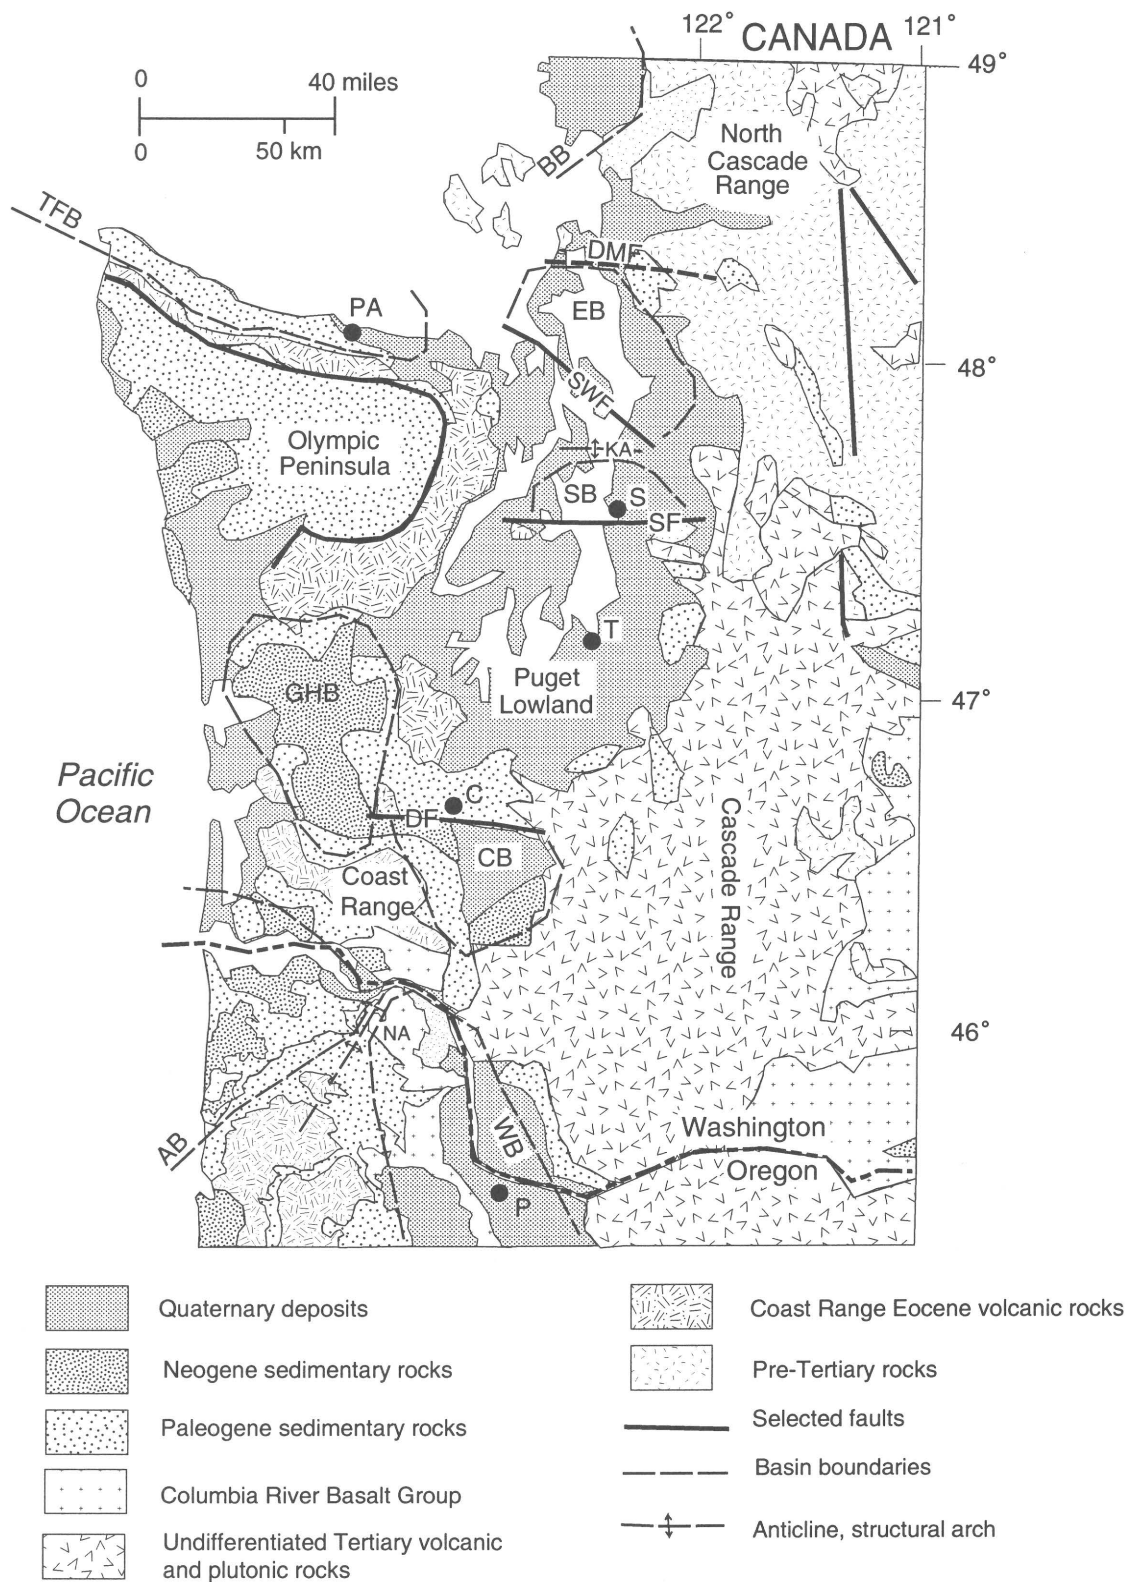 122° CANADA 121°
49°
0 40 miles
0 50 km
North
Cascade
Range
BB
TFB
DMF
PA
EB
48°
SWF
Olympic
Peninsula
KA
SB S
SF
T
Puget
Lowland
GHB
47°
Pacific
Ocean
C
DF
CB
Coast
Range
Cascade Range
NA
46°
WB
AB
Washington
Oregon
P
Quaternary deposits
Neogene sedimentary rocks
Paleogene sedimentary rocks
Columbia River Basalt Group
Undifferentiated Tertiary volcanic
and plutonic rocks
Coast Range Eocene volcanic rocks
Pre-Tertiary rocks
Selected faults
Basin boundaries
Anticline, structural arch